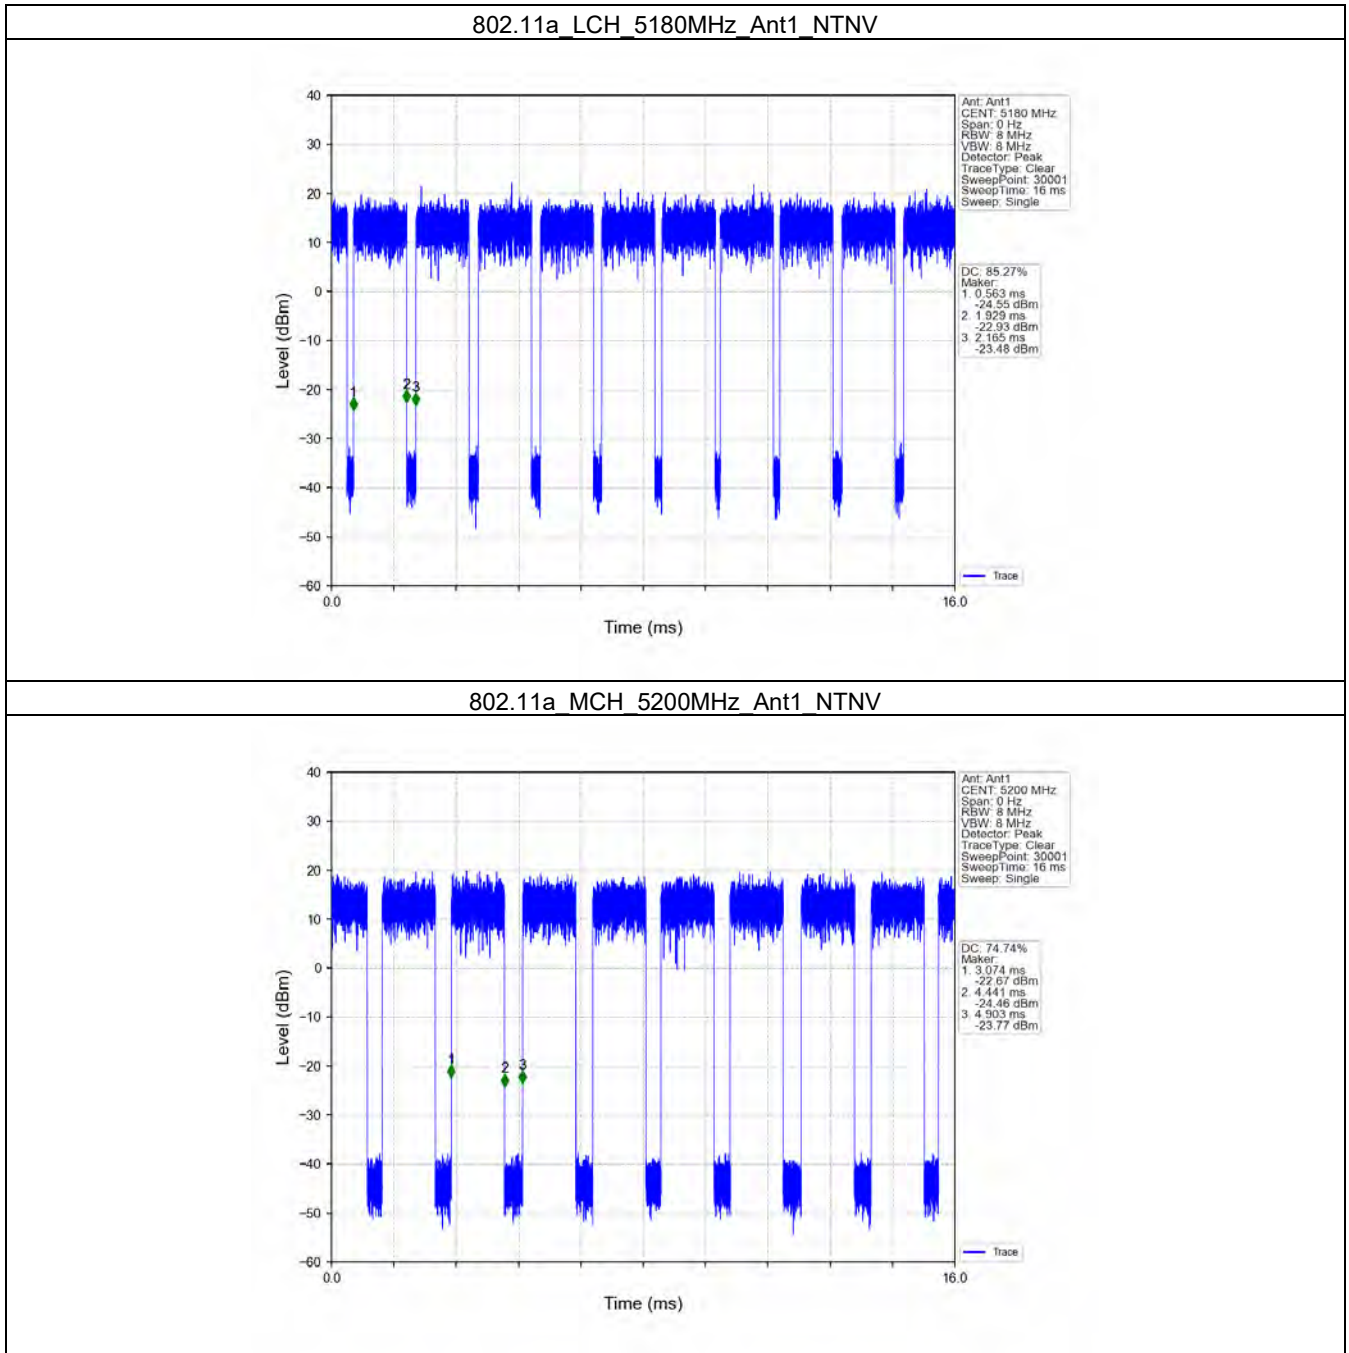 802.11a_LCH_5180MHz_Ant1_NTNV
40
30
20
10
0
−10
−20
−30
−40
−50
−60
Level (dBm)
0.0
16.0
Time (ms)
1
2
3
Ant: Ant1
CENT: 5180 MHz
Span: 0 Hz
RBW: 8 MHz
VBW: 8 MHz
Detector: Peak
TraceType: Clear
SweepPoint: 30001
SweepTime: 16 ms
Sweep: Single
DC: 85.27%
Maker:
1. 0.563 ms
-24.55 dBm
2. 1.929 ms
-22.93 dBm
3. 2.165 ms
-23.48 dBm
Trace
802.11a_MCH_5200MHz_Ant1_NTNV
40
30
20
10
0
−10
−20
−30
−40
−50
−60
Level (dBm)
0.0
16.0
Time (ms)
1
2
3
Ant: Ant1
CENT: 5200 MHz
Span: 0 Hz
RBW: 8 MHz
VBW: 8 MHz
Detector: Peak
TraceType: Clear
SweepPoint: 30001
SweepTime: 16 ms
Sweep: Single
DC: 74.74%
Maker:
1. 3.074 ms
-22.67 dBm
2. 4.441 ms
-24.46 dBm
3. 4.903 ms
-23.77 dBm
Trace